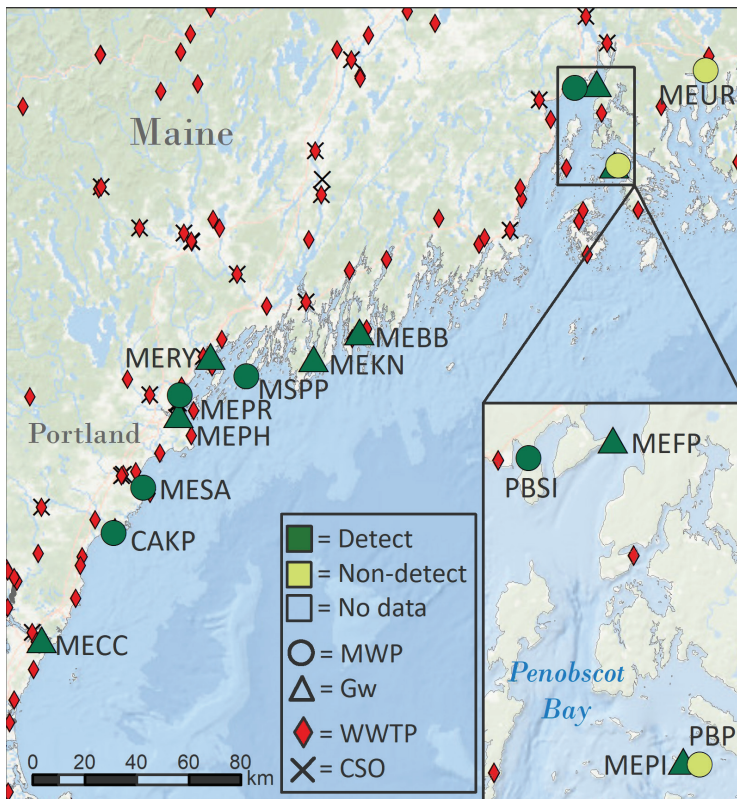 Maine
MEUR
MEBB
MERY
MEKN
MSPP
MEPR
Portland
MEPH
MESA
CAKP
MECC
MEFP
PBSI
Penobscot
Bay
PBP
MEPI
= Detect
= Non-detect
= No data
= MWP
= Gw
= WWTP
= CSO
0 20 40 60 80
km